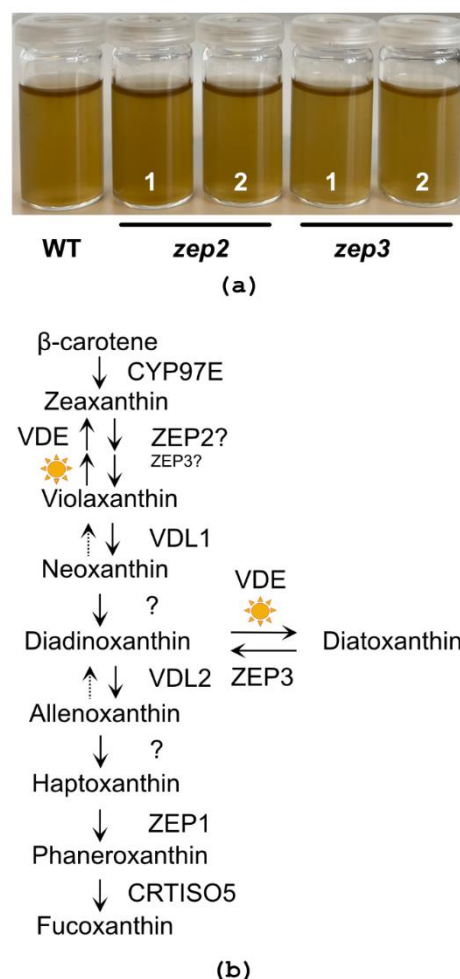 1 2 1 2
WT zep2 zep3
(a)
β-carotene
CYP97E
Zeaxanthin
VDE ZEP2?
ZEP3?
Violaxanthin
VDL1
Neoxanthin
? VDE
Diadinoxanthin Diatoxanthin
VDL2 ZEP3
Allenoxanthin
?
Haptoxanthin
ZEP1
Phaneroxanthin
CRTISO5
Fucoxanthin
(b)